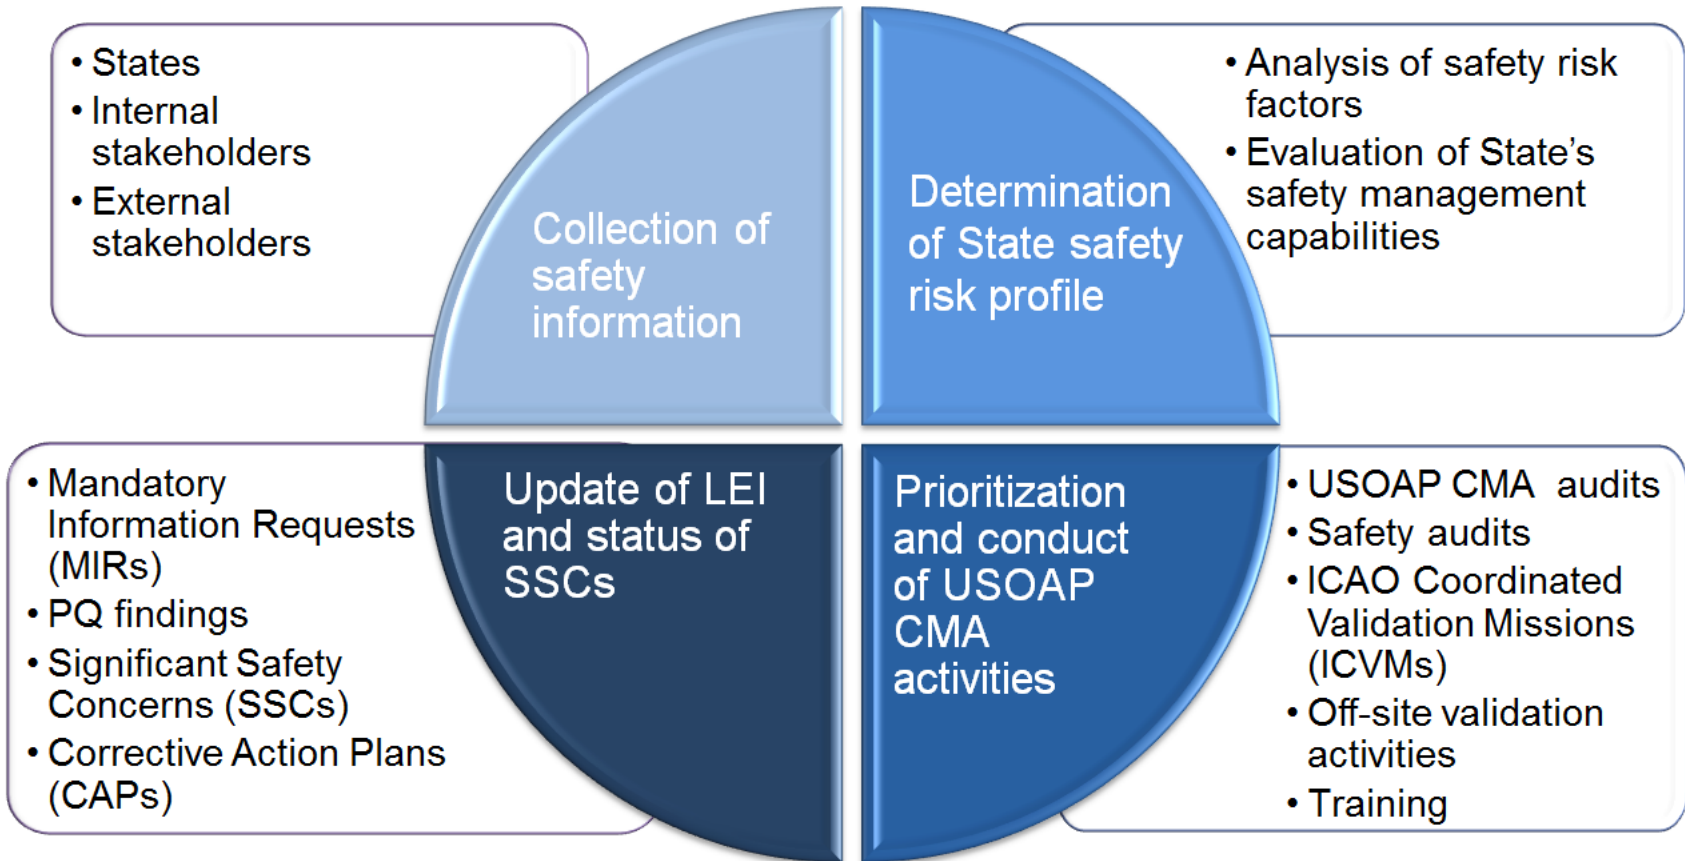 • States
• Internal
stakeholders
• External
stakeholders
Collection of
safety
information
Determination
of State safety
risk profile
• Analysis of safety risk
factors
• Evaluation of State’s
safety management
capabilities
• Mandatory
Information Requests
(MIRs)
• PQ findings
• Significant Safety
Concerns (SSCs)
• Corrective Action Plans
(CAPs)
Update of LEI
and status of
SSCs
Prioritization
and conduct
of USOAP
CMA
activities
• USOAP CMA audits
• Safety audits
• ICAO Coordinated
Validation Missions
(ICVMs)
• Off-site validation
activities
• Training